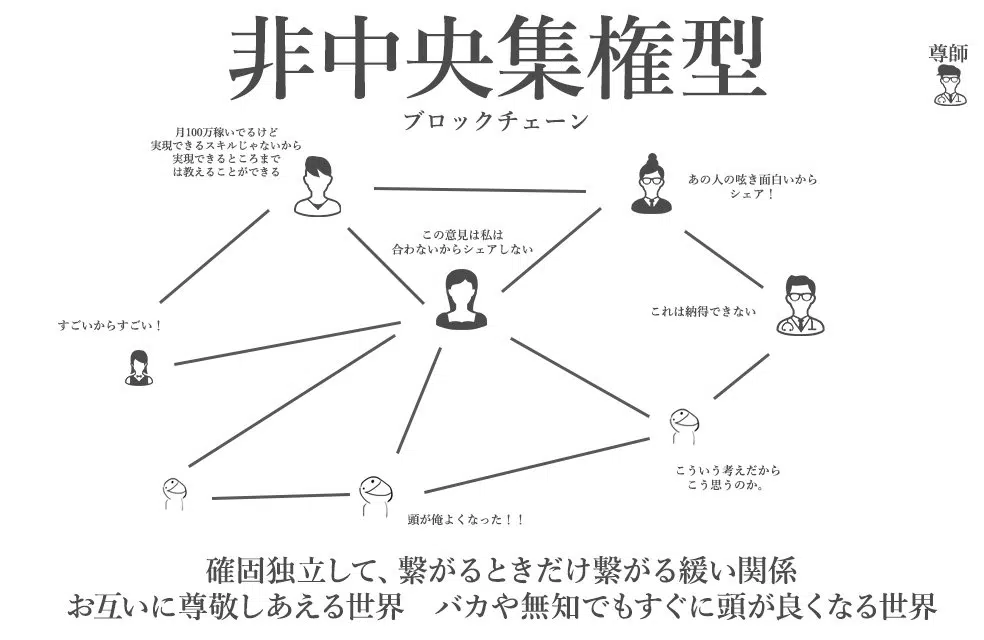 非中央集権型
尊師
ブロックチェーン
月100万稼いでるけど
実現できるスキルじゃないから
実現できるところまで
は教えることができる
あの人の呟き面白いから
シェア！
この意見は私は
合わないからシェアしない
これは納得できない
すごいからすごい！
こういう考えだから
こう思うのか。
頭が俺よくなった！！
確固独立して、繋がるときだけ繋がる緩い関係
お互いに尊敬しあえる世界　バカや無知でもすぐに頭が良くなる世界